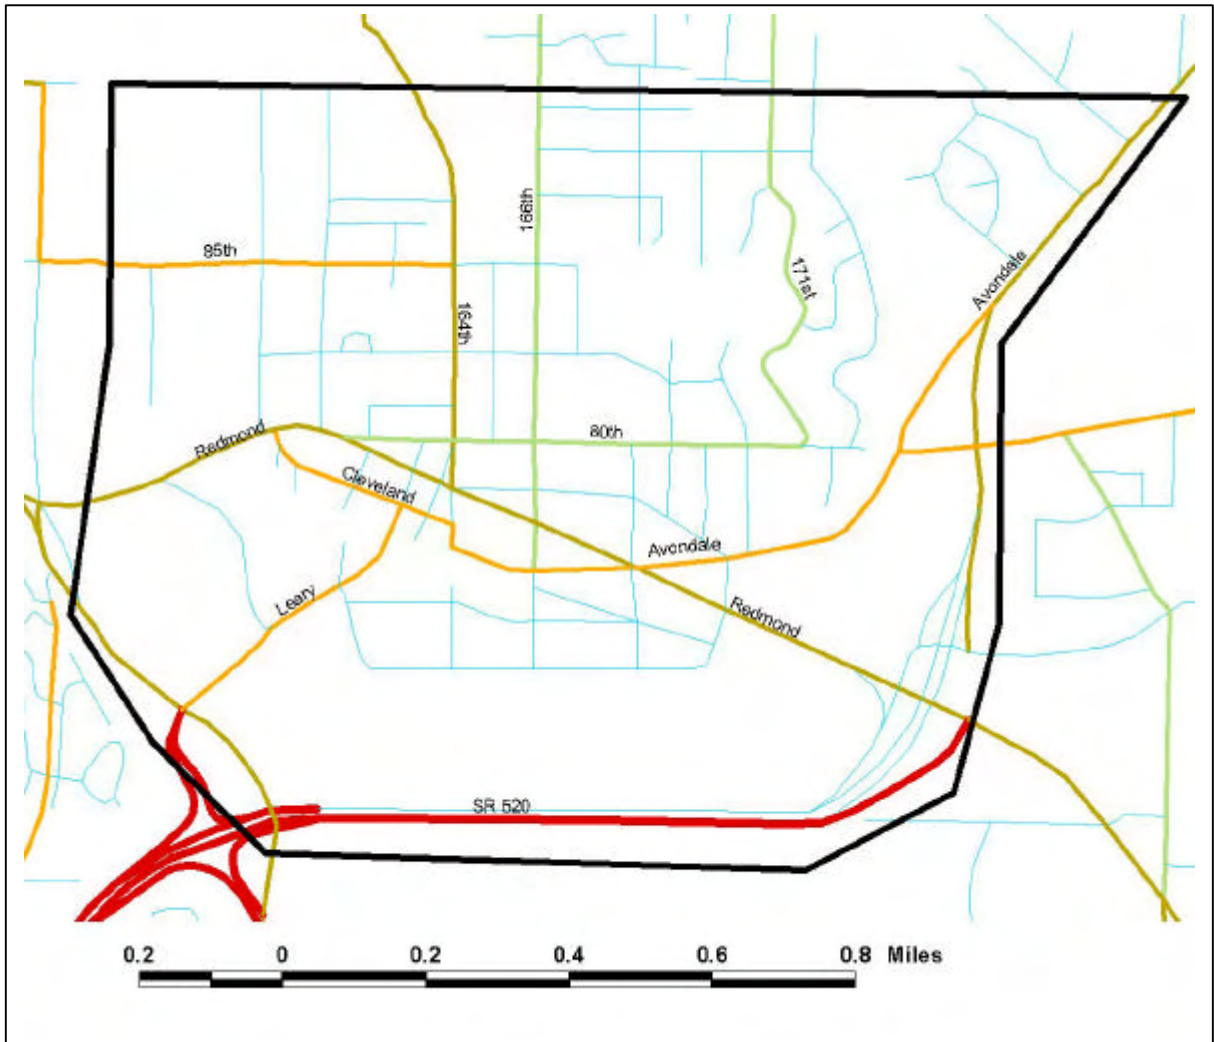 166th
85th
171st
Avondale
164th
Redmond
80th
Cleveland
Avondale
Leary
Redmond
SR 520
0.2 0 0.2 0.4 0.6 0.8 Miles